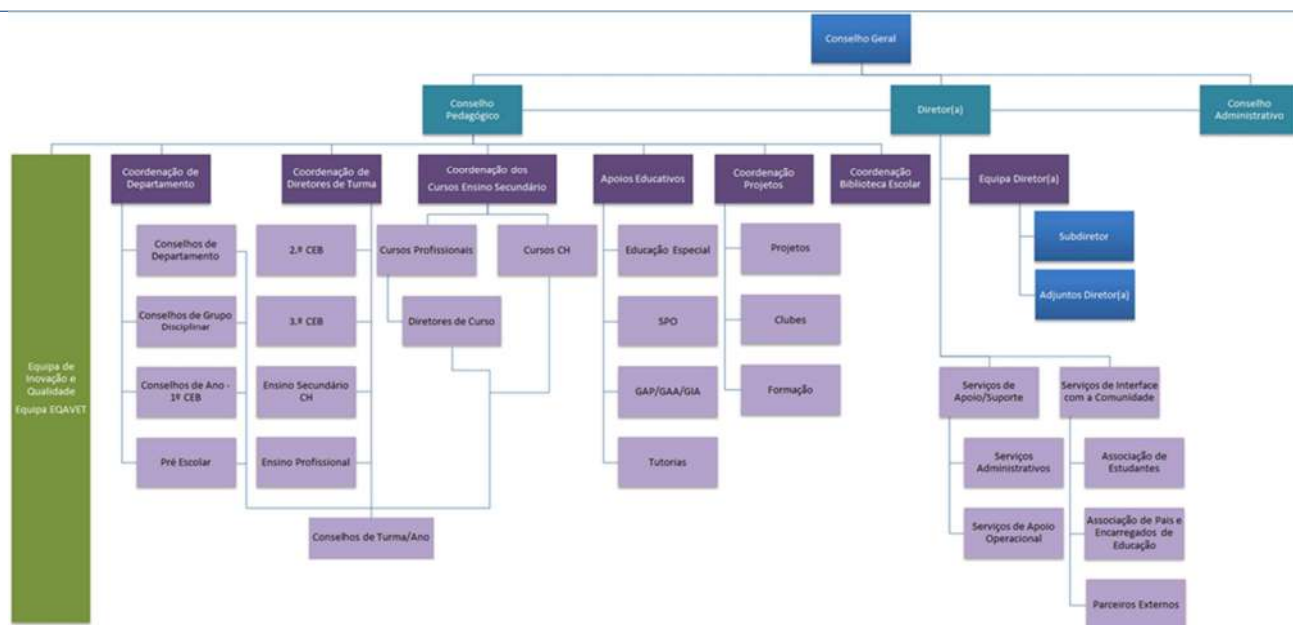 Conselho Geral
Conselho
Pedagógico
Diretor(a)
Conselho
Administrativo
Equipa de
Inovação e
Qualidade
Equipa EQAVET
Coordenação de
Departamento
Coordenação de
Diretores de Turma
Coordenação dos
Cursos Ensino Secundário
Apoios Educativos
Coordenação
Projetos
Coordenação
Biblioteca Escolar
Equipa Diretor(a)
Subdiretor
Adjuntos Diretor(a)
Conselhos de
Departamento
Conselhos de Grupo
Disciplinar
Conselhos de Ano -
1º CEB
Pré Escolar
2.º CEB
3.º CEB
Ensino Secundário
CH
Ensino Profissional
Conselhos de Turma/Ano
Cursos Profissionais
Cursos CH
Diretores de Curso
Educação Especial
SPO
GAP/GAA/GIA
Tutorias
Projetos
Clubes
Formação
Serviços de
Apoio/Suporte
Serviços
Administrativos
Serviços de Apoio
Operacional
Serviços de Interface
com a Comunidade
Associação de
Estudantes
Associação de Pais e
Encarregados de
Educação
Parceiros Externos